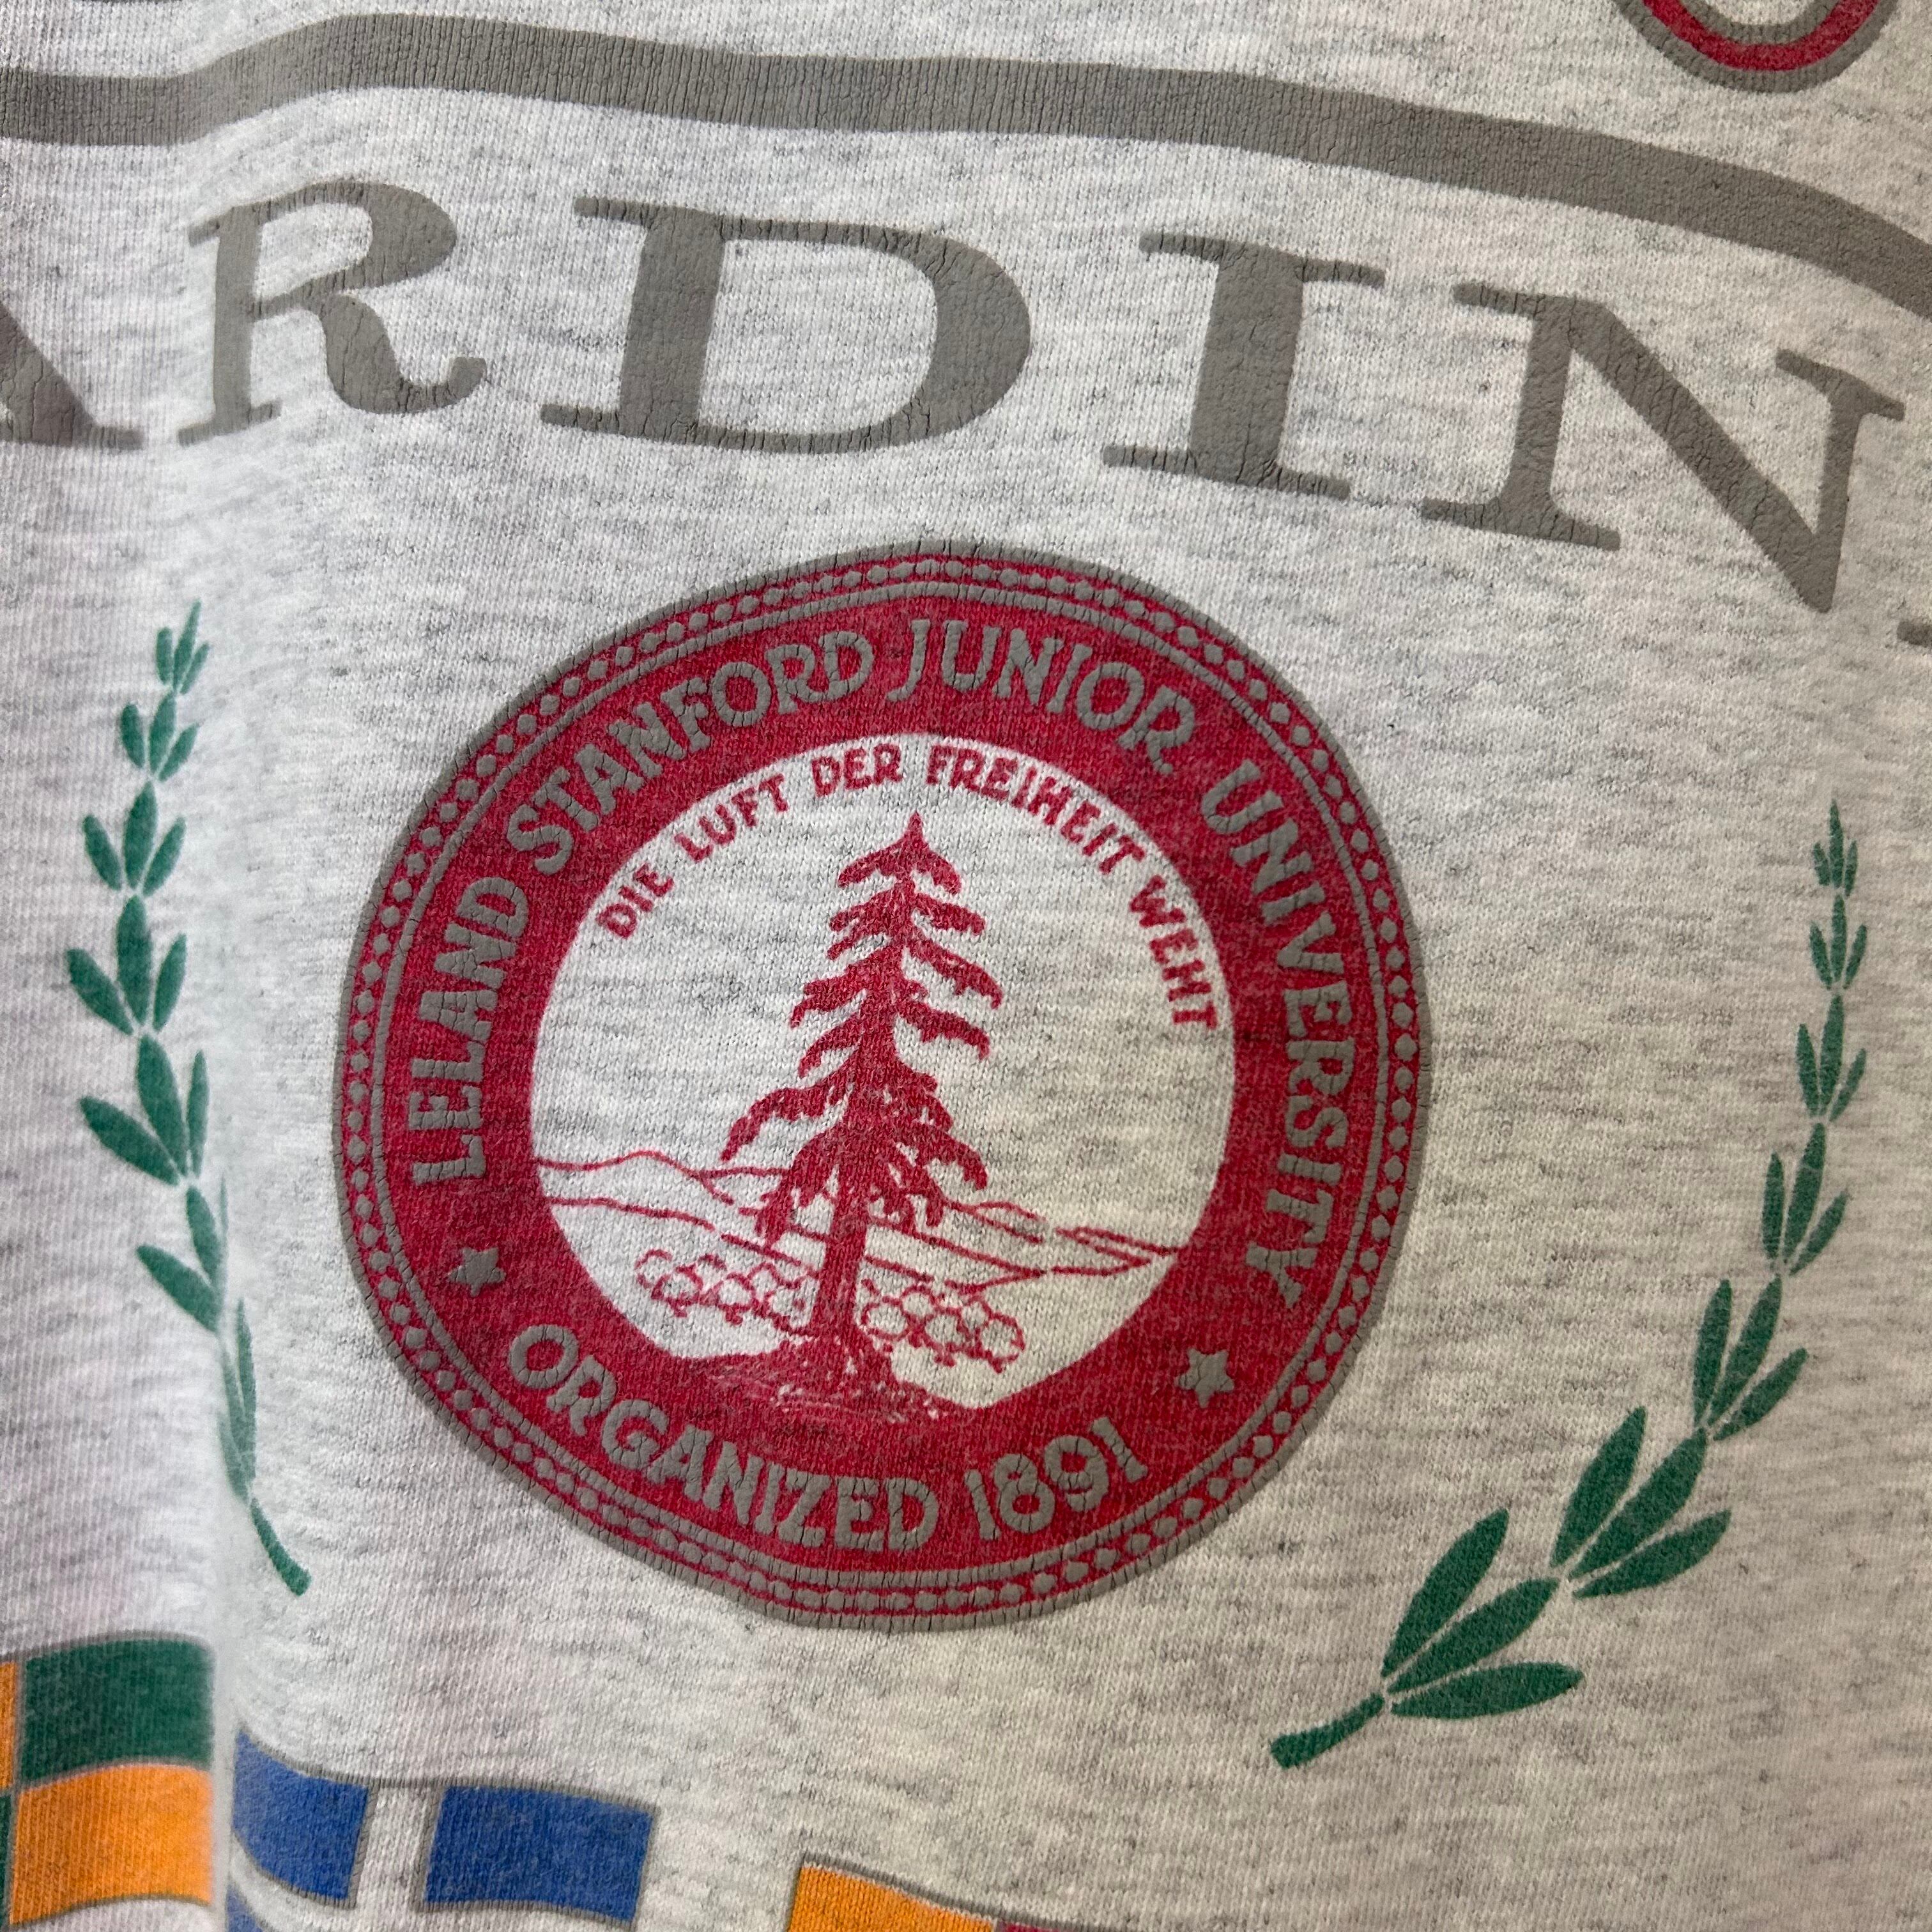 ARDIN
LELAND STANFORD JUNIOR UNIVERSITY
DIE LUFT DER FREIHEIT WEHT
ORGANIZED 1891